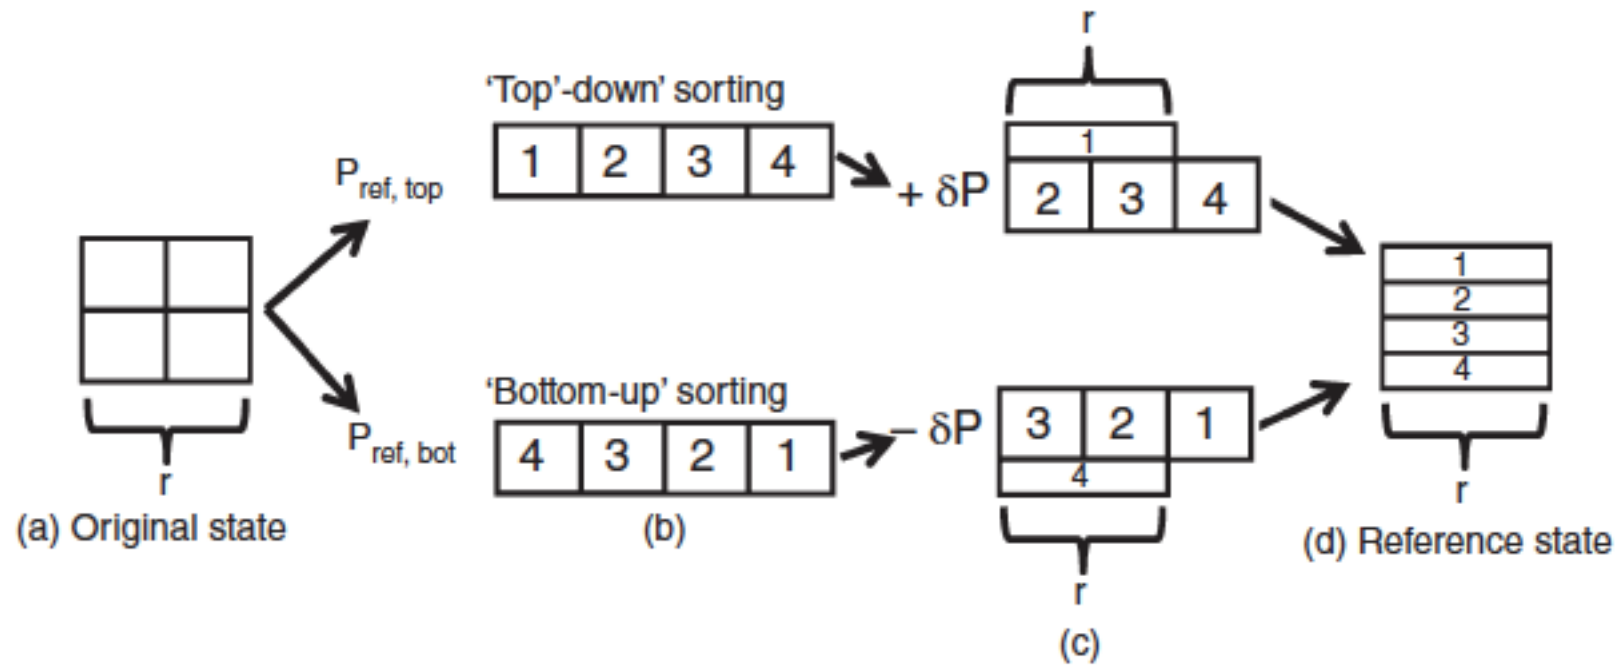 r
'Top'-down' sorting
1 2 3 4
P_ref, top
+ δP
1
2 3 4
1
2
3
4
r
'Bottom-up' sorting
4 3 2 1
P_ref, bot
− δP
3 2 1
4
r
r
r
(a) Original state
(b)
(c)
(d) Reference state